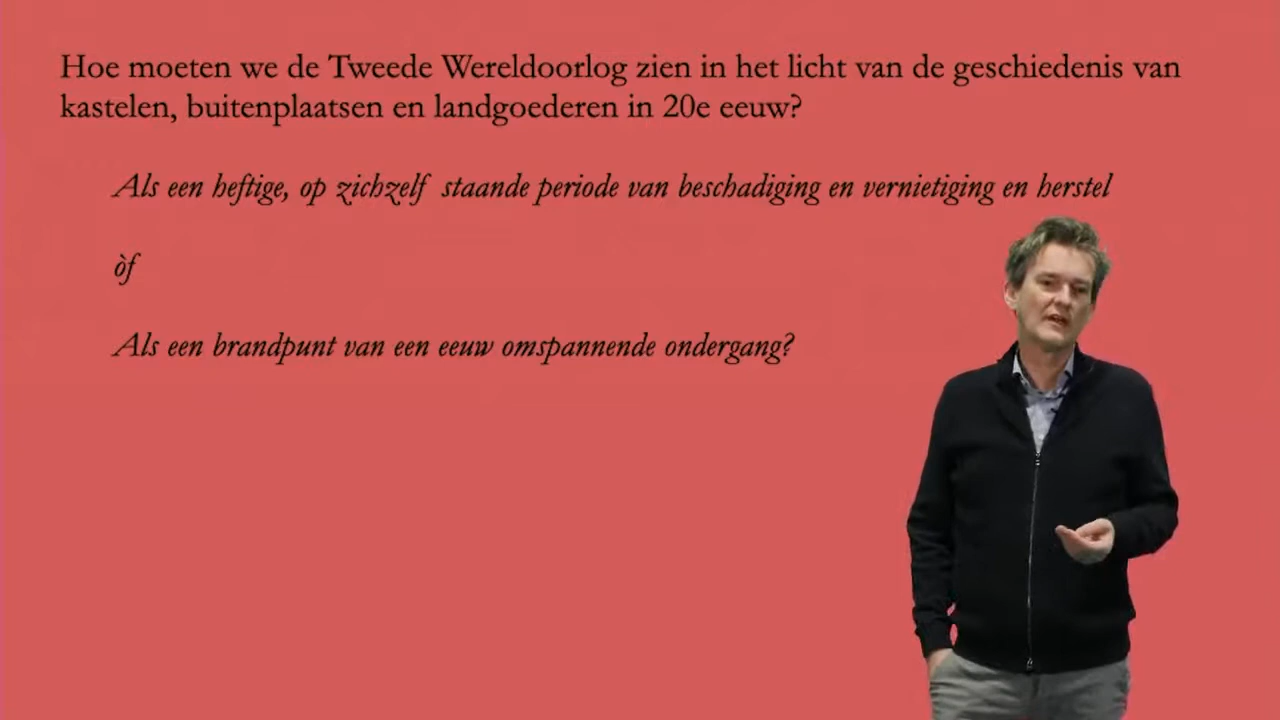 Hoe moeten we de Tweede Wereldoorlog zien in het licht van de geschiedenis van
kastelen, buitenplaatsen en landgoederen in 20e eeuw?
Als een heftige, op zichzelf staande periode van beschadiging en vernietiging en herstel
òf
Als een brandpunt van een eeuw omspannende ondergang?